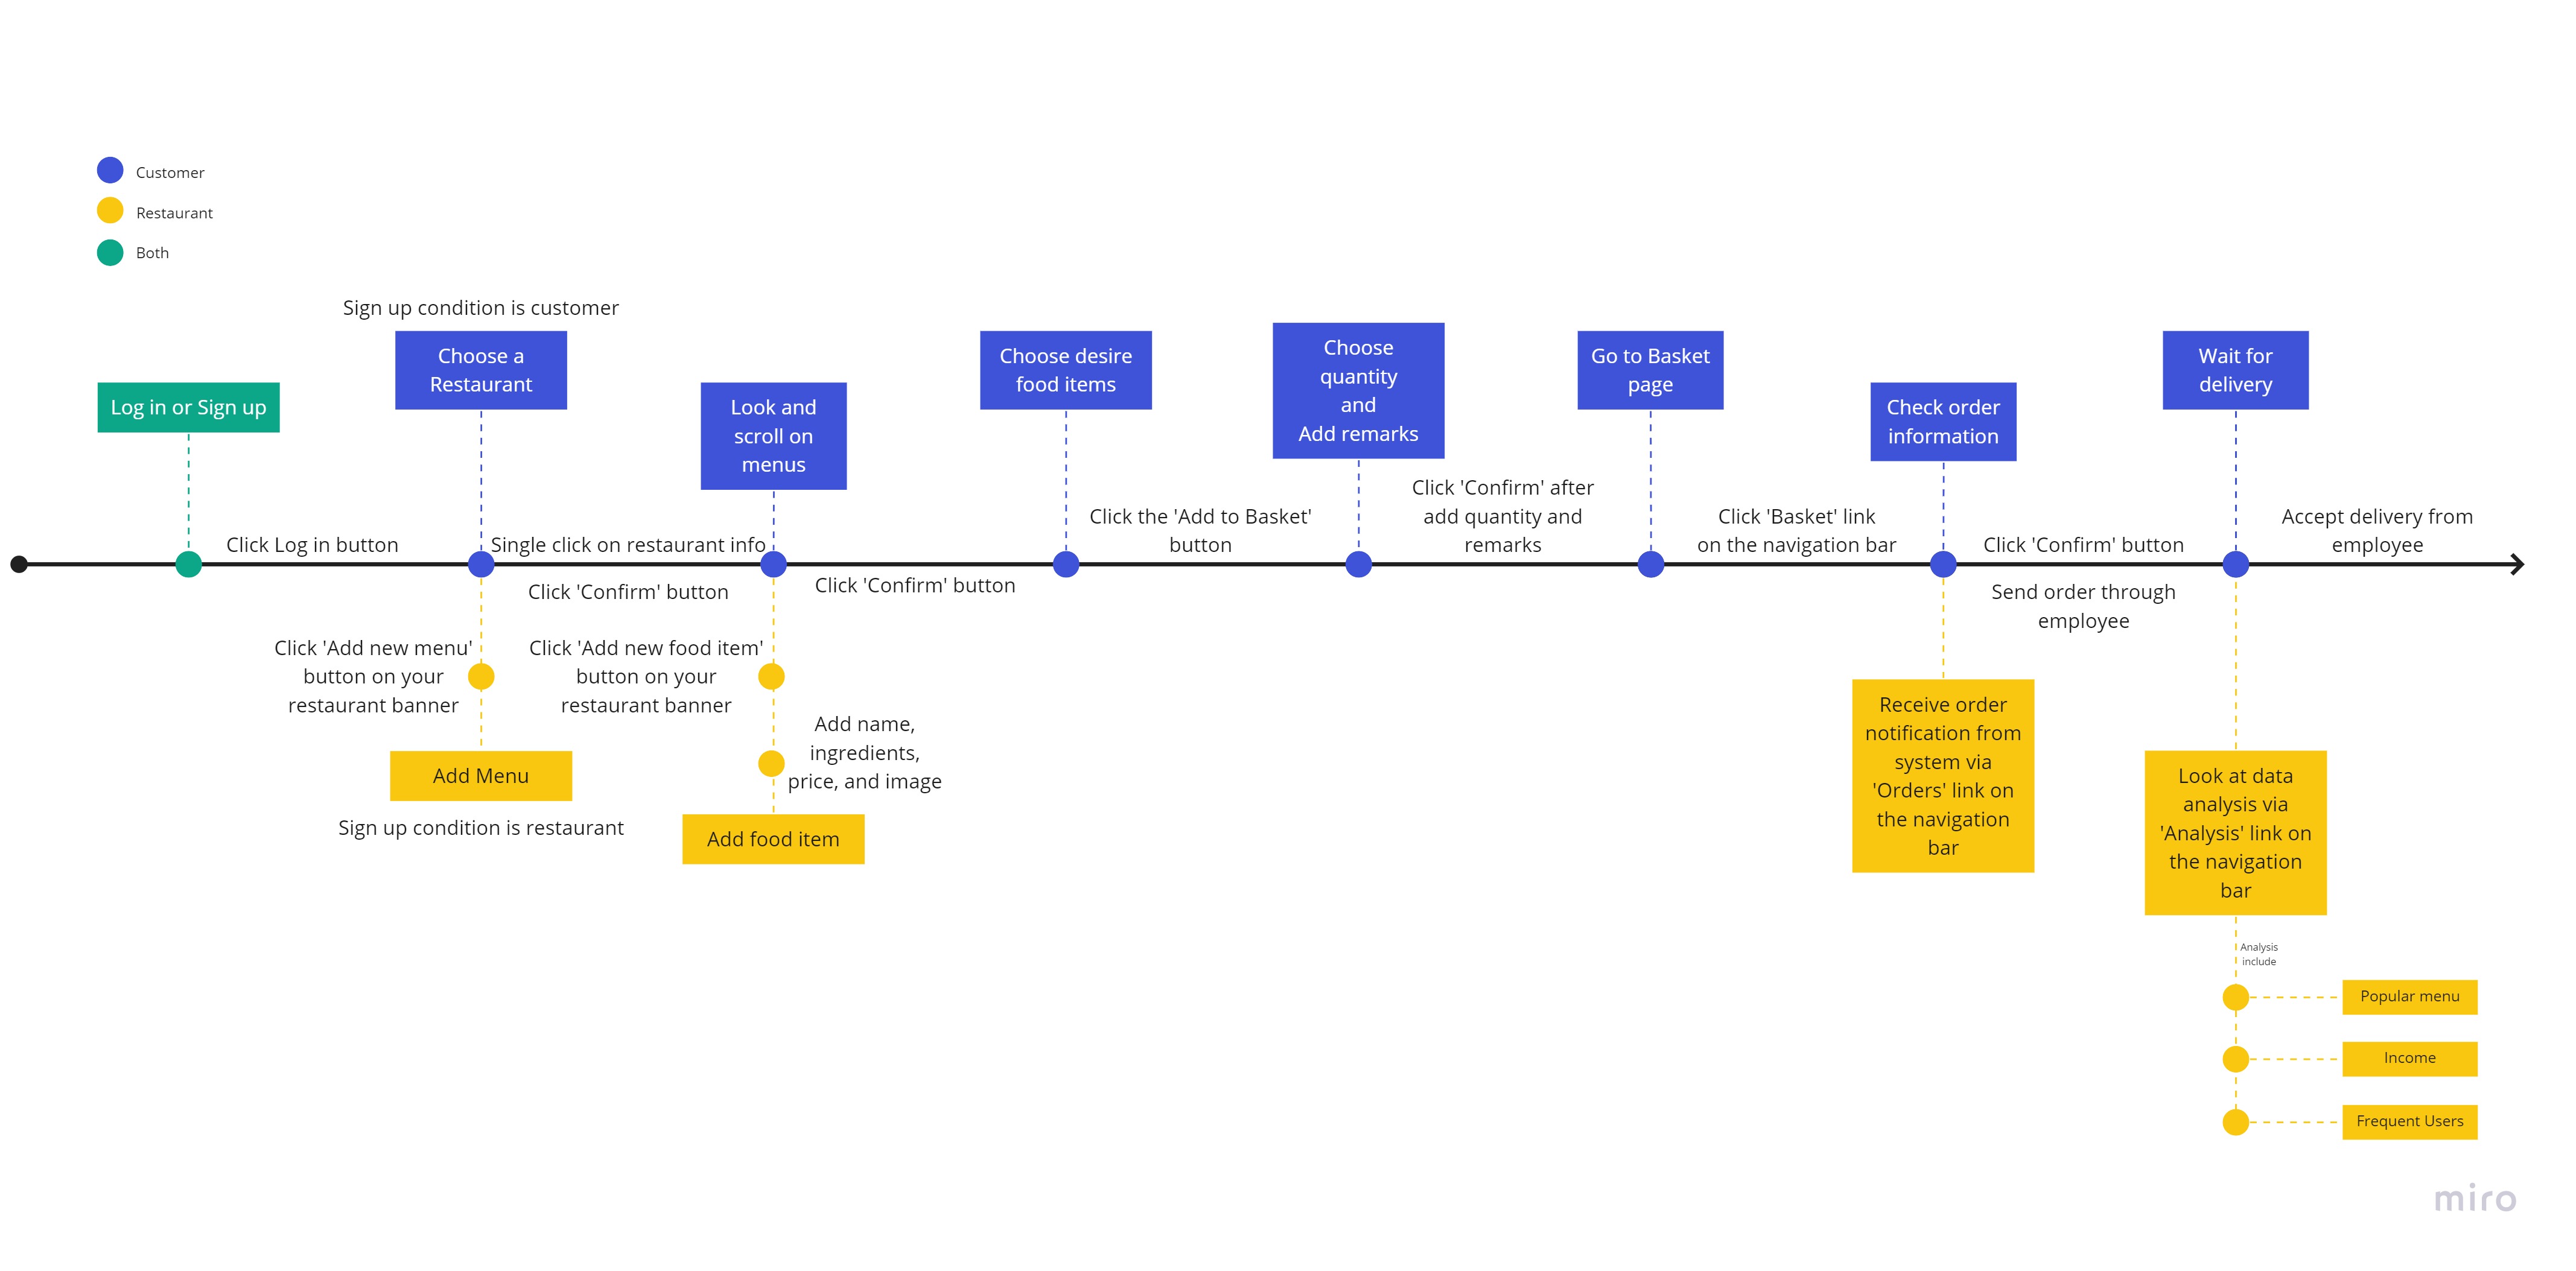 Customer
Restaurant
Both
Sign up condition is customer
Log in or Sign up
Choose a
Restaurant
Look and
scroll on
menus
Choose desire
food items
Choose
quantity
and
Add remarks
Go to Basket
page
Check order
information
Wait for
delivery
Click Log in button
Single click on restaurant info
Click the 'Add to Basket'
button
Click 'Confirm' after
add quantity and
remarks
Click 'Basket' link
on the navigation bar
Click 'Confirm' button
Accept delivery from
employee
Click 'Confirm' button
Click 'Confirm' button
Send order through
employee
Click 'Add new menu'
button on your
restaurant banner
Click 'Add new food item'
button on your
restaurant banner
Add name,
ingredients,
price, and image
Add Menu
Sign up condition is restaurant
Add food item
Receive order
notification from
system via
'Orders' link on
the navigation
bar
Look at data
analysis via
'Analysis' link on
the navigation
bar
Analysis
include
Popular menu
Income
Frequent Users
miro